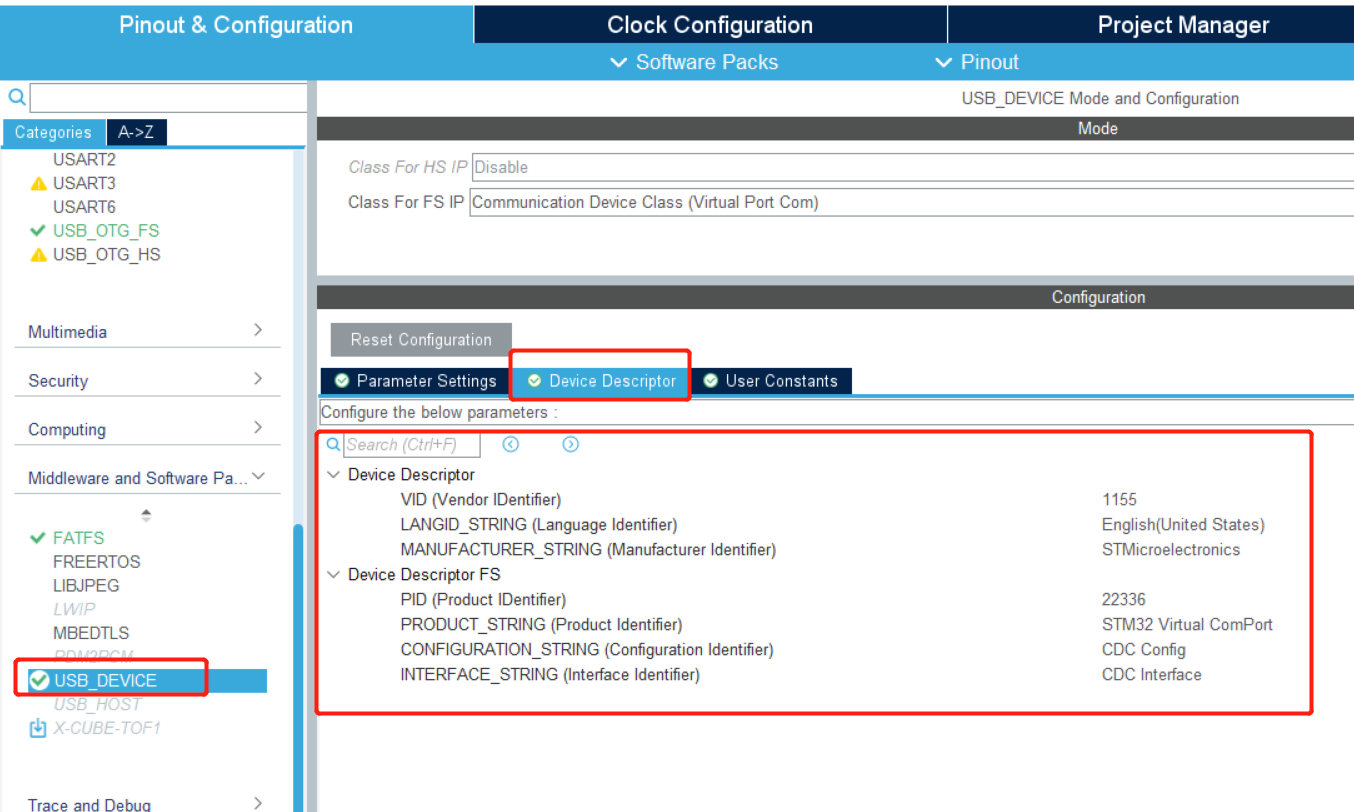 Pinout & Configuration
Clock Configuration
Project Manager
Software Packs
Pinout
Categories
A->Z
USART2
USART3
USART6
USB_OTG_FS
USB_OTG_HS
Multimedia
Security
Computing
Middleware and Software Pa...
FATFS
FREERTOS
LIBJPEG
LWIP
MBEDTLS
PDM2PCM
USB_DEVICE
USB_HOST
X-CUBE-TOF1
Trace and Debug
USB_DEVICE Mode and Configuration
Mode
Class For HS IP Disable
Class For FS IP Communication Device Class (Virtual Port Com)
Configuration
Reset Configuration
Parameter Settings
Device Descriptor
User Constants
Configure the below parameters :
Search (Ctrl+F)
Device Descriptor
VID (Vendor IDentifier) 1155
LANGID_STRING (Language Identifier) English(United States)
MANUFACTURER_STRING (Manufacturer Identifier) STMicroelectronics
Device Descriptor FS
PID (Product IDentifier) 22336
PRODUCT_STRING (Product Identifier) STM32 Virtual ComPort
CONFIGURATION_STRING (Configuration Identifier) CDC Config
INTERFACE_STRING (Interface Identifier) CDC Interface